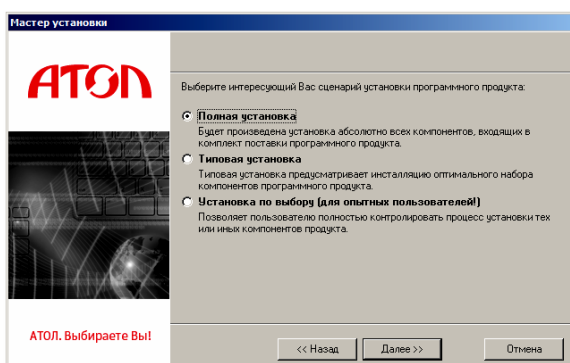 Мастер установки
АТОЛ
Выберите интересующий Вас сценарий установки программного продукта:
Полная установка
Будет произведена установка абсолютно всех компонентов, входящих в
комплект поставки программного продукта.
Типовая установка
Типовая установка предусматривает инсталляцию оптимального набора
компонентов программного продукта.
Установка по выбору (для опытных пользователей!)
Позволяет пользователю полностью контролировать процесс установки тех
или иных компонентов продукта.
АТОЛ. Выбираете Вы!
<< Назад
Далее >>
Отмена